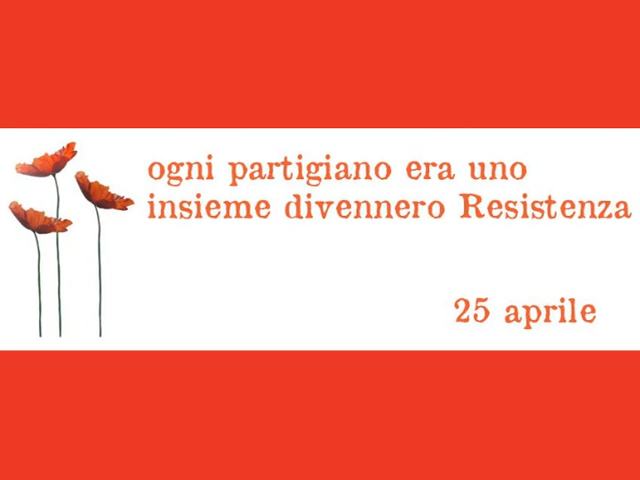 ogni partigiano era uno
insieme divennero Resistenza
25 aprile